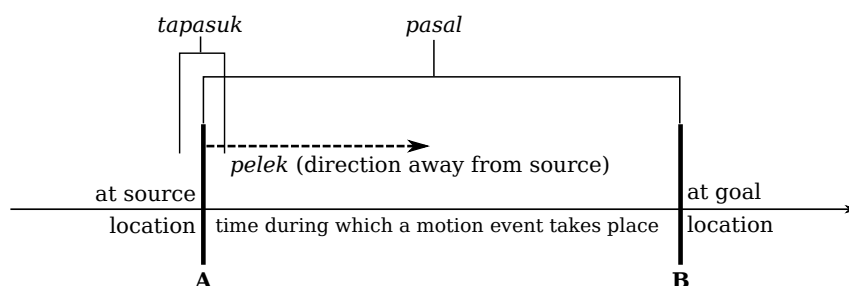 tapasuk
pasal
pelek (direction away from source)
at source
location
time during which a motion event takes place
at goal
location
A
B